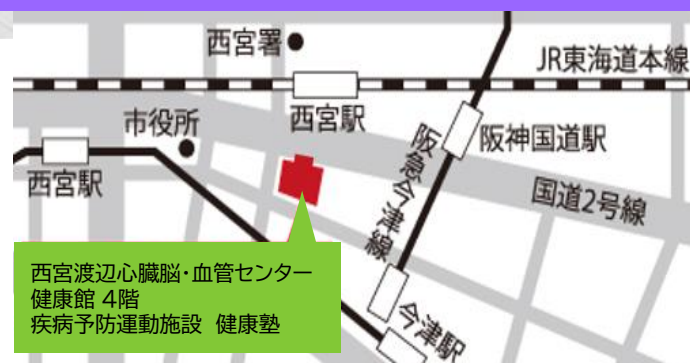 西宮署
JR東海道本線
市役所
西宮駅
阪急今津線
阪神国道駅
西宮駅
国道2号線
西宮渡辺心臓脳・血管センター
健康館 4階
疾病予防運動施設 健康塾
今津駅